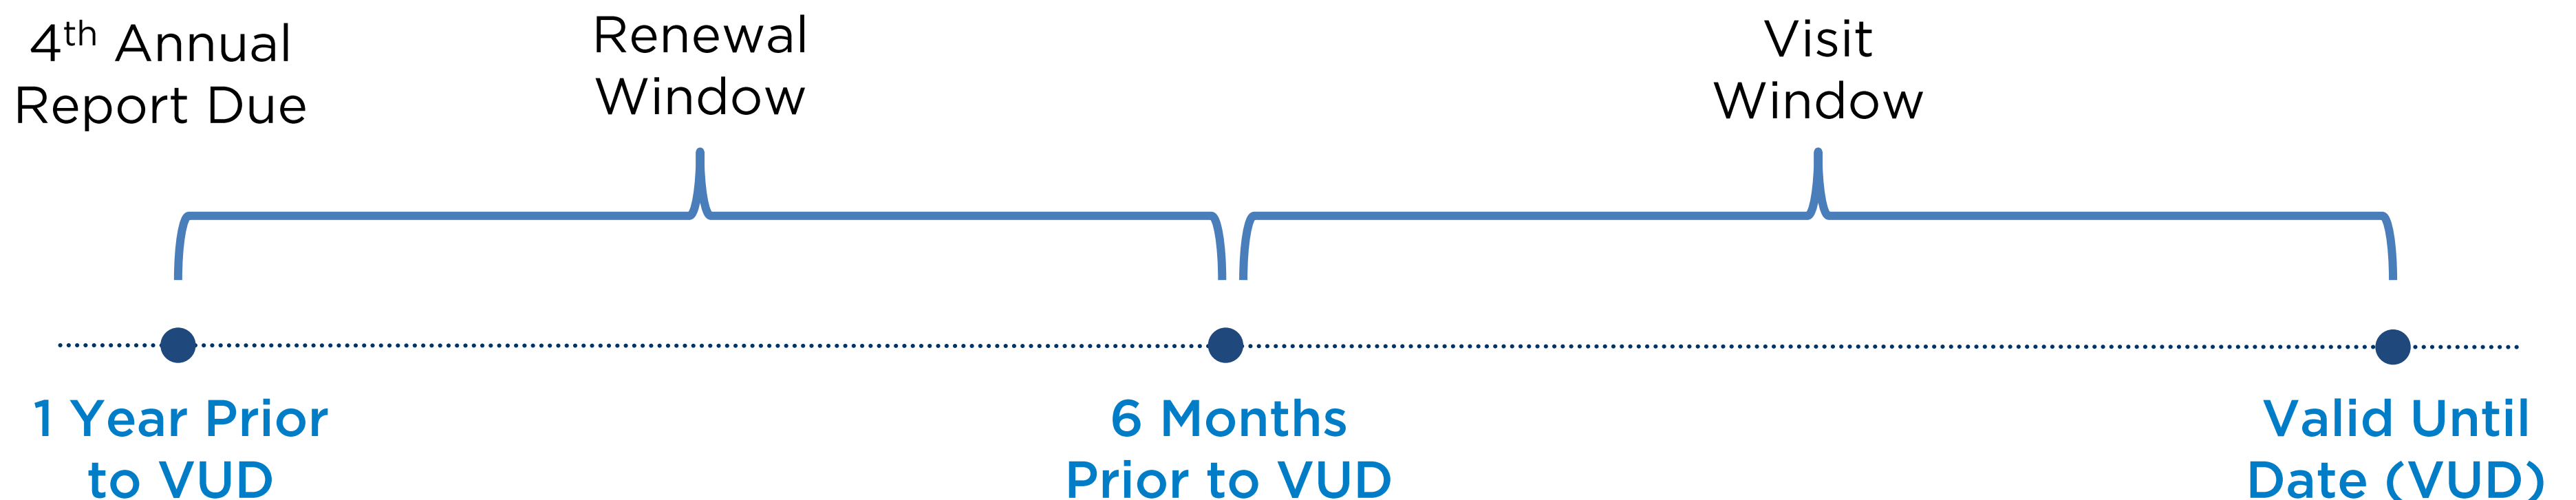 4th Annual
Report Due
Renewal
Window
Visit
Window
1 Year Prior
to VUD
6 Months
Prior to VUD
Valid Until
Date (VUD)